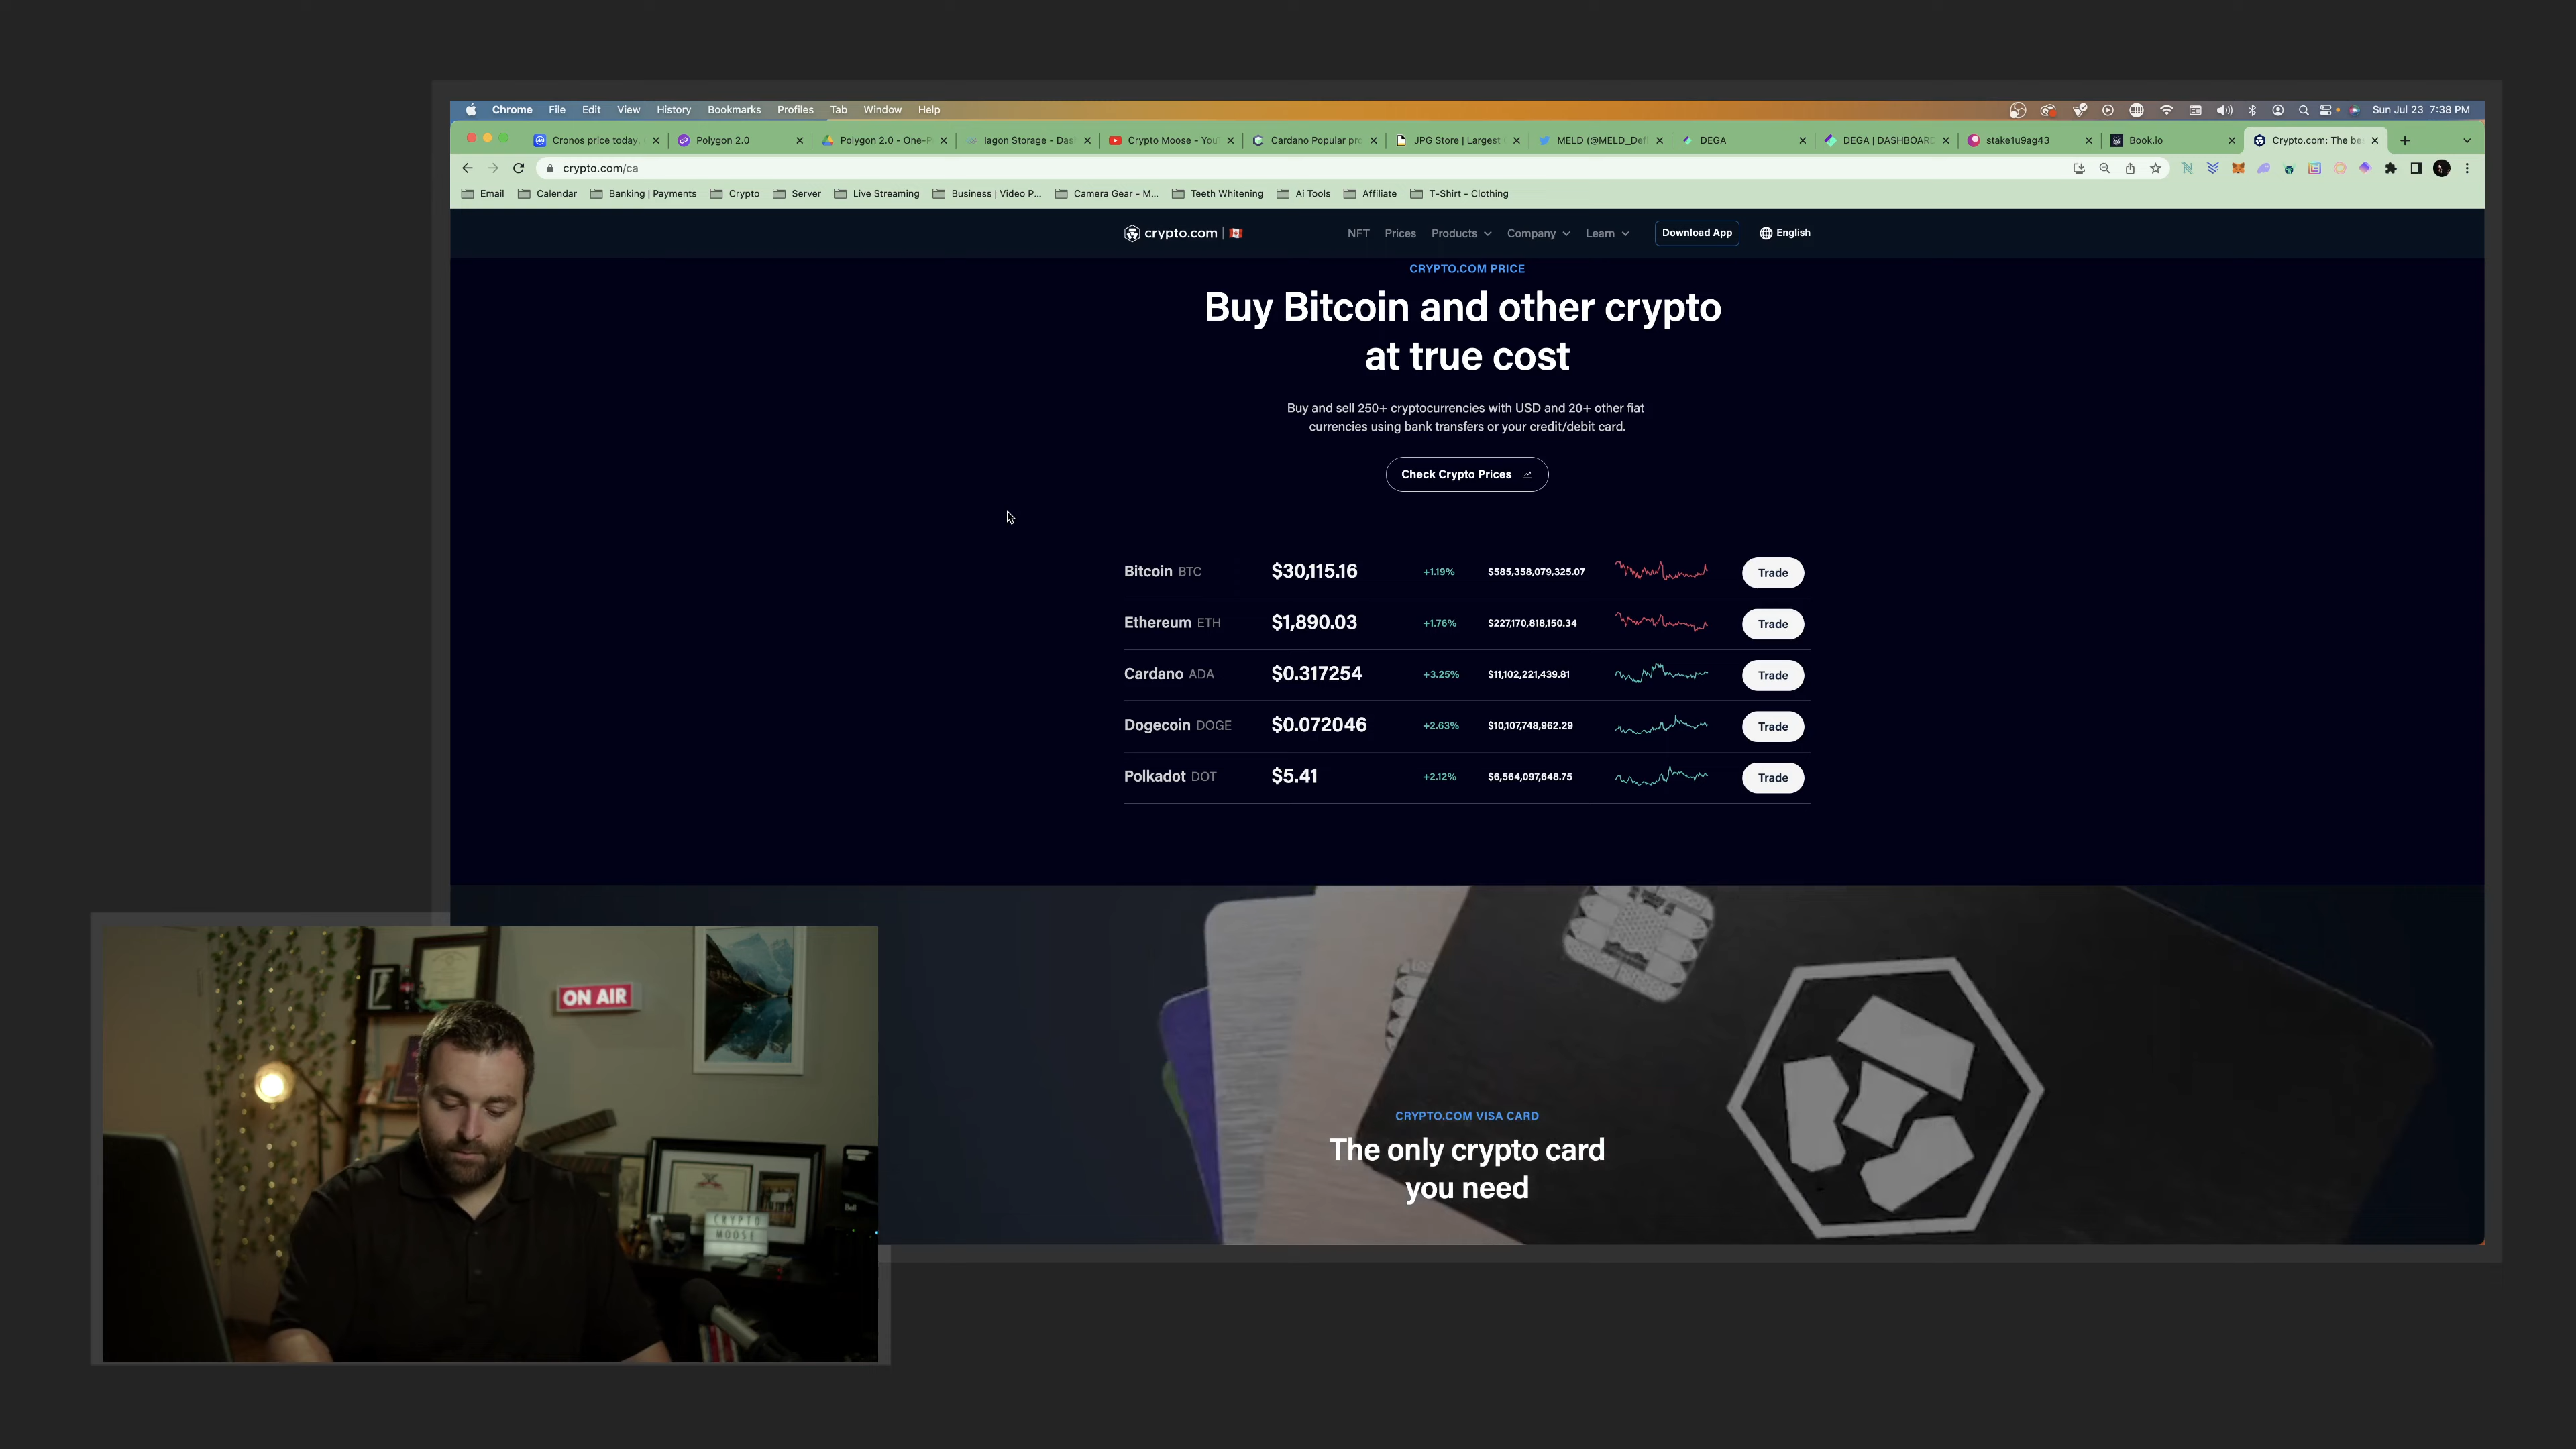 Chrome File Edit View History Bookmarks Profiles Tab Window Help Sun Jul 23 7:38 PM
Cronos price today, Polygon 2.0 Polygon 2.0 - One-P Iagon Storage - Das Crypto Moose - You Cardano Popular pro JPG Store | Largest MELD (@MELD_Def DEGA DEGA | DASHBOARD stake1u9ag43 Book.io Crypto.com: The be
crypto.com/ca
Email Calendar Banking | Payments Crypto Server Live Streaming Business | Video P... Camera Gear - M... Teeth Whitening Ai Tools Affiliate T-Shirt - Clothing
crypto.com NFT Prices Products Company Learn Download App English
CRYPTO.COM PRICE
Buy Bitcoin and other crypto
at true cost
Buy and sell 250+ cryptocurrencies with USD and 20+ other fiat
currencies using bank transfers or your credit/debit card.
Check Crypto Prices
Bitcoin BTC $30,115.16 +1.19% $585,358,079,325.07 Trade
Ethereum ETH $1,890.03 +1.76% $227,170,818,150.34 Trade
Cardano ADA $0.317254 +3.25% $11,102,221,439.81 Trade
Dogecoin DOGE $0.072046 +2.63% $10,107,748,962.29 Trade
Polkadot DOT $5.41 +2.12% $6,564,097,648.75 Trade
CRYPTO.COM VISA CARD
The only crypto card
you need
ON AIR
CRYPTO
MOOSE
Bell